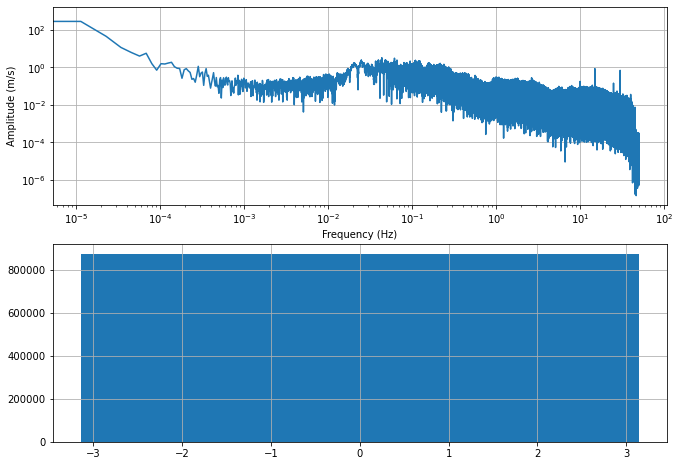 10² 
10⁰
10⁻²
10⁻⁴
10⁻⁶
Amplitude (m/s)
10⁻⁵ 10⁻⁴ 10⁻³ 10⁻² 10⁻¹ 10⁰ 10¹ 10²
Frequency (Hz)
800000
600000
400000
200000
0
−3 −2 −1 0 1 2 3